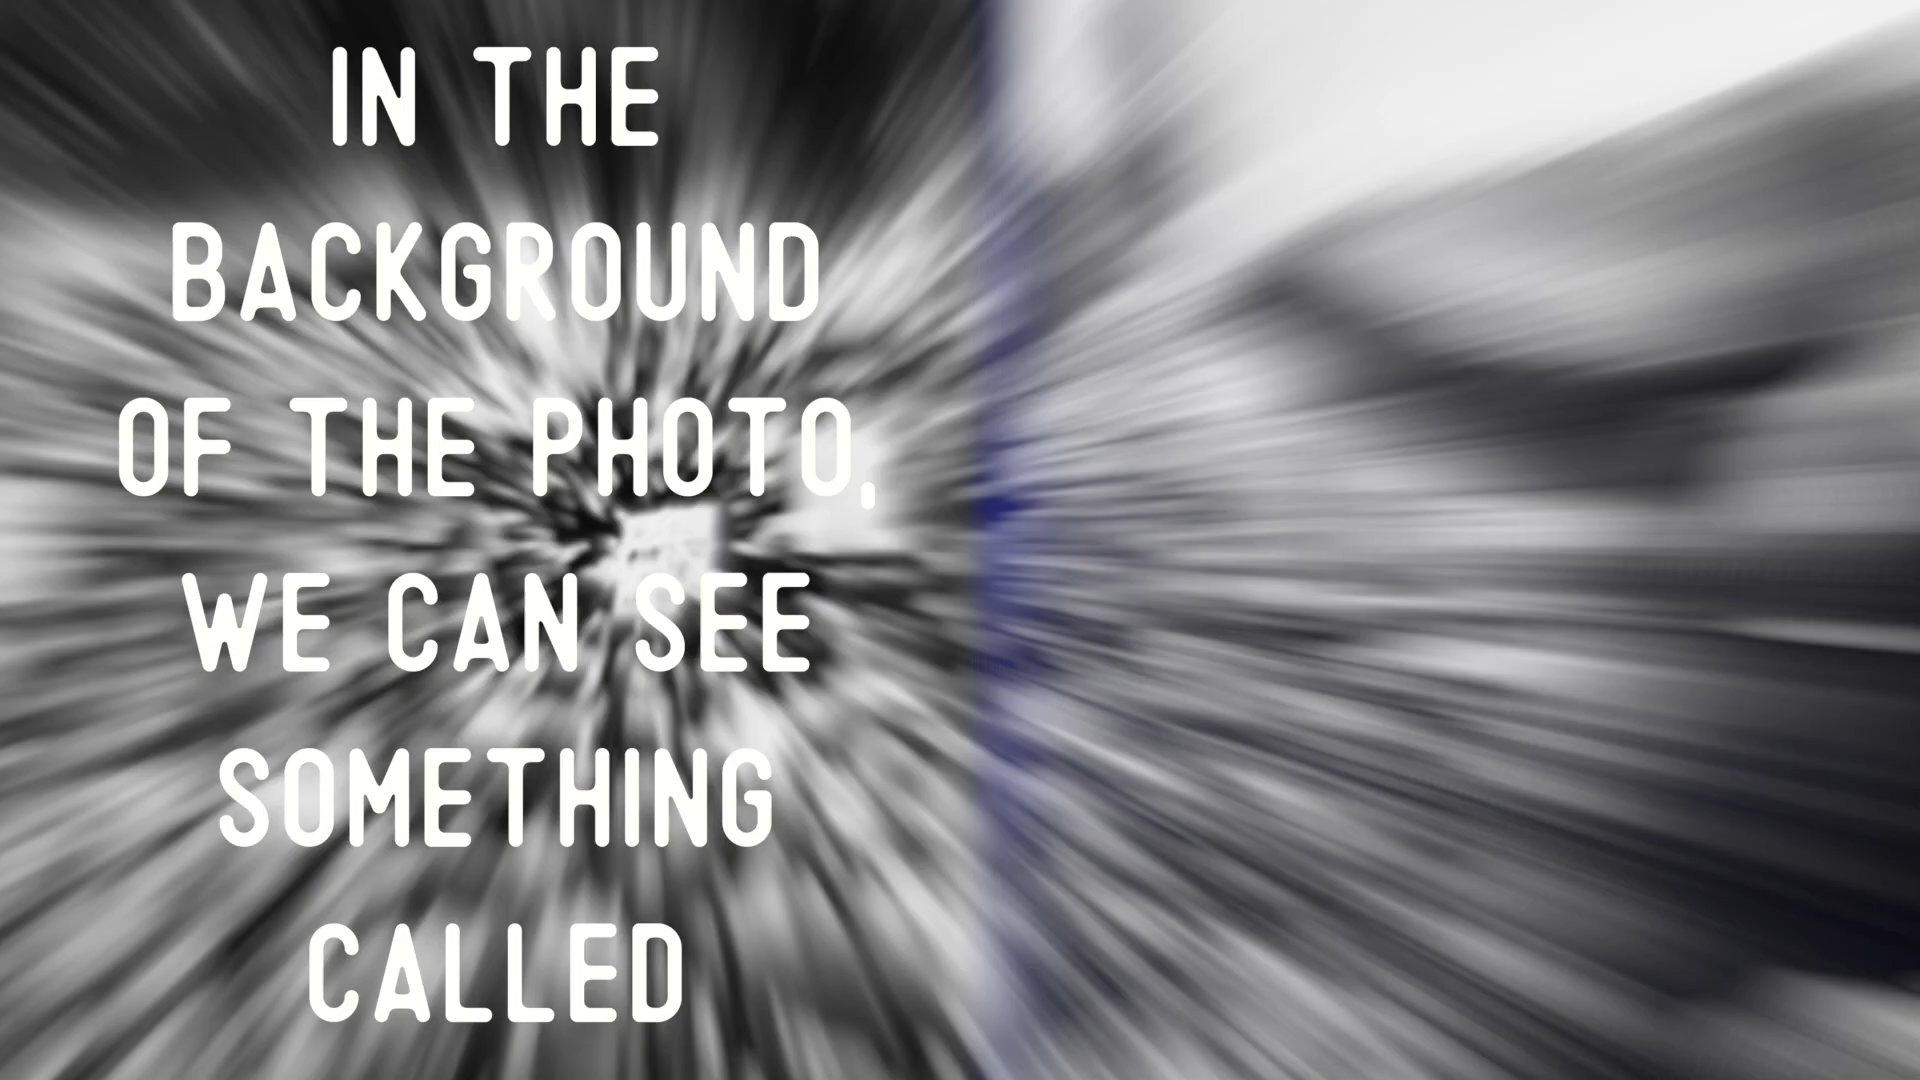 IN THE
BACKGROUND
OF THE PHOTO,
WE CAN SEE
SOMETHING
CALLED